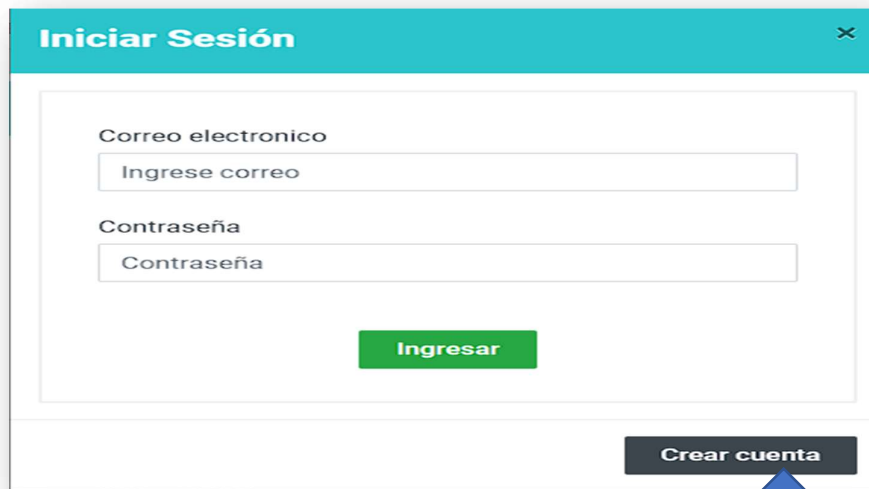 Iniciar Sesión ×
Correo electronico
Ingrese correo
Contraseña
Contraseña
Ingresar
Crear cuenta